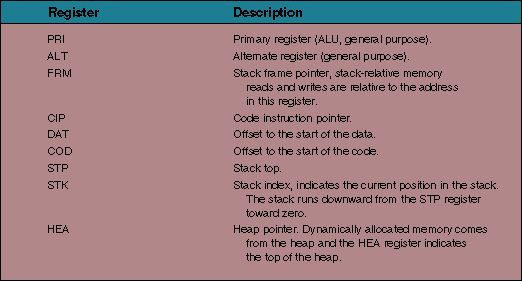 Register Description
PRI Primary register (ALU, general purpose).
ALT Alternate register (general purpose).
FRM Stack frame pointer, stack-relative memory
reads and writes are relative to the address
in this register.
CIP Code instruction pointer.
DAT Offset to the start of the data.
COD Offset to the start of the code.
STP Stack top.
STK Stack index, indicates the current position in the stack.
The stack runs downward from the STP register
toward zero.
HEA Heap pointer. Dynamically allocated memory comes
from the heap and the HEA register indicates
the top of the heap.